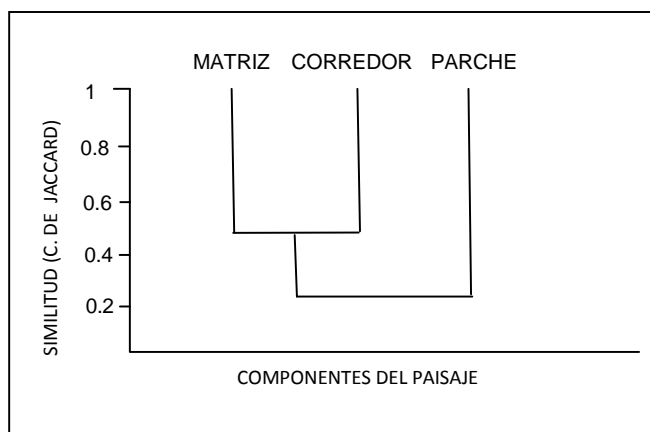 MATRIZ CORREDOR PARCHE
1
0.8
0.6
0.4
0.2
SIMILITUD (C. DE JACCARD)
COMPONENTES DEL PAISAJE